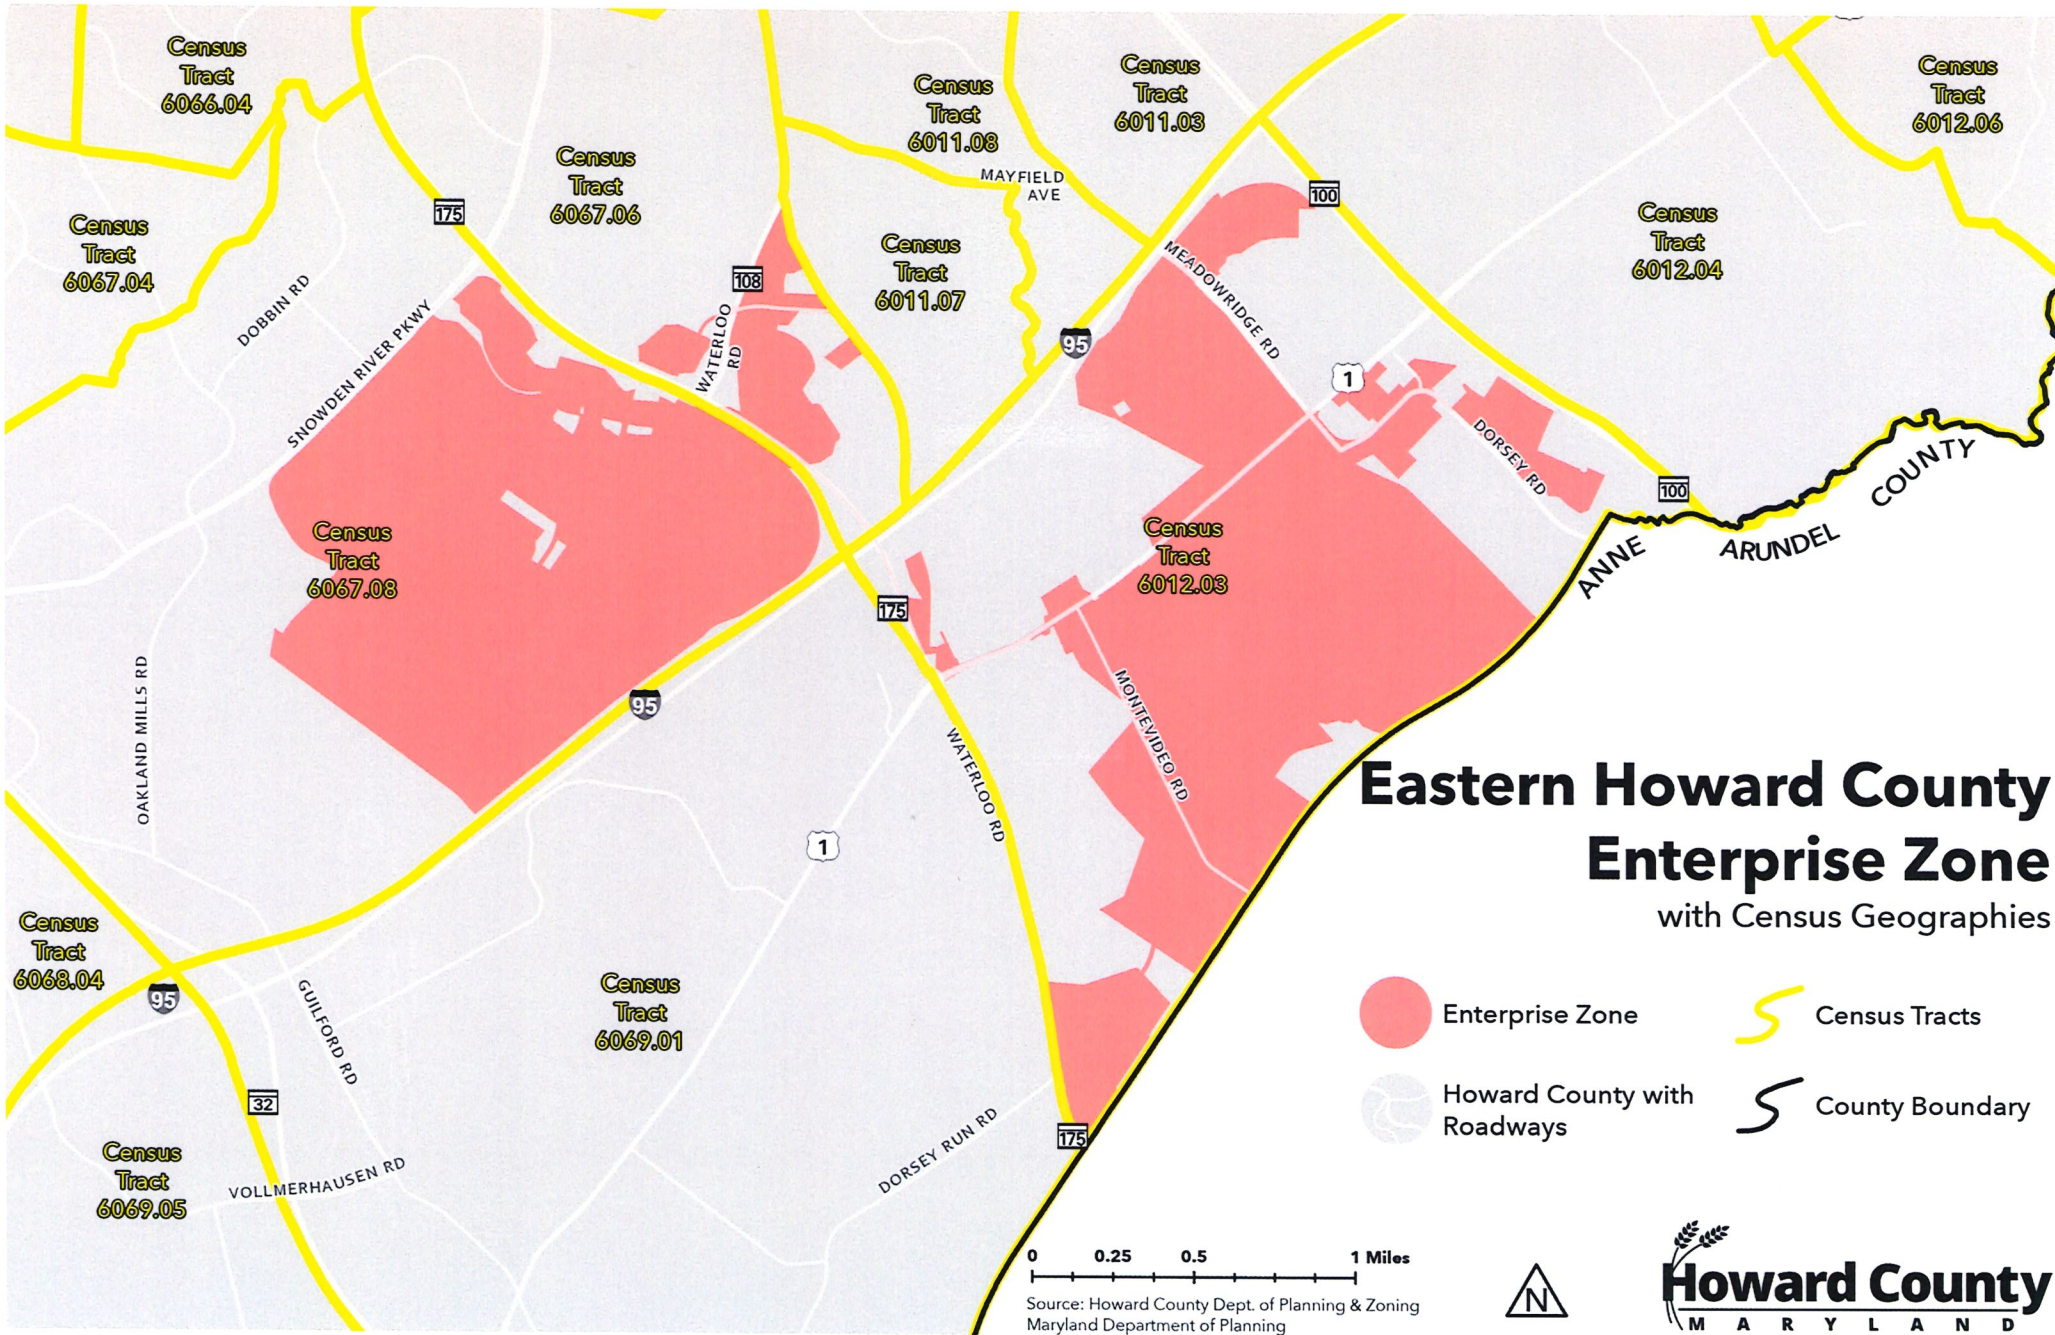 Census
Tract
6066.04
Census
Tract
6011.08
Census
Tract
6011.03
Census
Tract
6012.06
Census
Tract
6067.06
MAYFIELD
AVE
100
175
Census
Tract
6067.04
Census
Tract
6011.07
Census
Tract
6012.04
108
DOBBIN RD
SNOWDEN RIVER PKWY
WATERLOO
RD
MEADOWRIDGE RD
95
1
DORSEY RD
100
ANNE ARUNDEL COUNTY
Census
Tract
6067.08
Census
Tract
6012.03
175
95
OAKLAND MILLS RD
MONTEVIDEO RD
WATERLOO RD
1
Eastern Howard County
Enterprise Zone
with Census Geographies
Census
Tract
6068.04
95
GUILFORD RD
Census
Tract
6069.01
Enterprise Zone
Census Tracts
Howard County with
Roadways
County Boundary
32
175
DORSEY RUN RD
Census
Tract
6069.05
VOLLMERHAUSEN RD
0 0.25 0.5 1 Miles
Source: Howard County Dept. of Planning & Zoning
Maryland Department of Planning
N
Howard County
MARYLAND